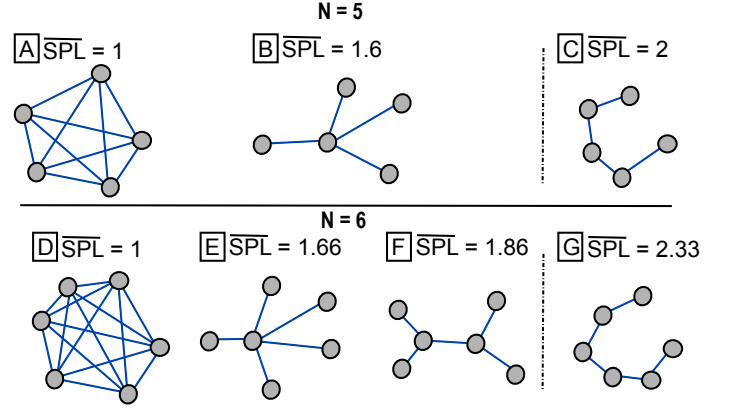 N = 5
A SPL = 1
B SPL = 1.6
C SPL = 2
N = 6
D SPL = 1
E SPL = 1.66
F SPL = 1.86
G SPL = 2.33